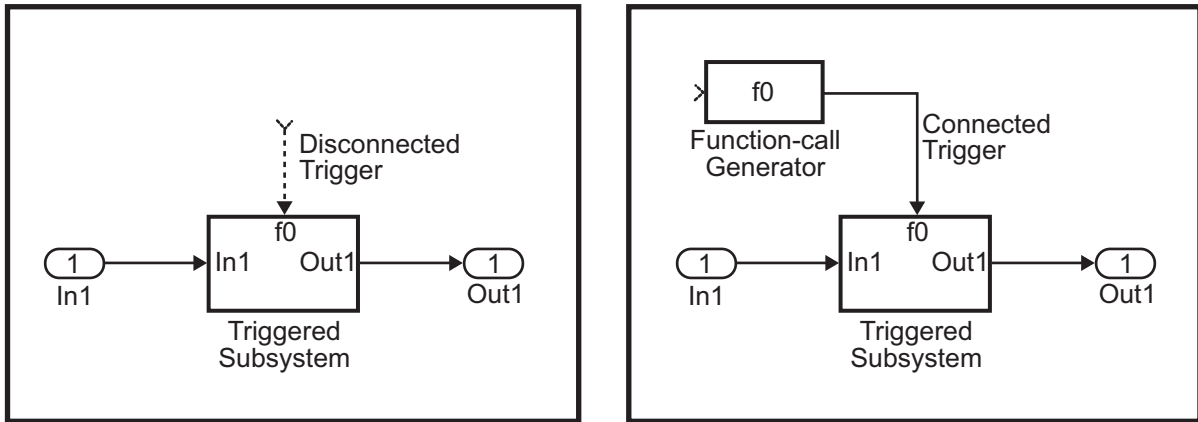 Disconnected
Trigger
f0
1
In1
In1
Out1
1
Out1
Triggered
Subsystem
f0
Function-call
Generator
Connected
Trigger
f0
1
In1
In1
Out1
1
Out1
Triggered
Subsystem